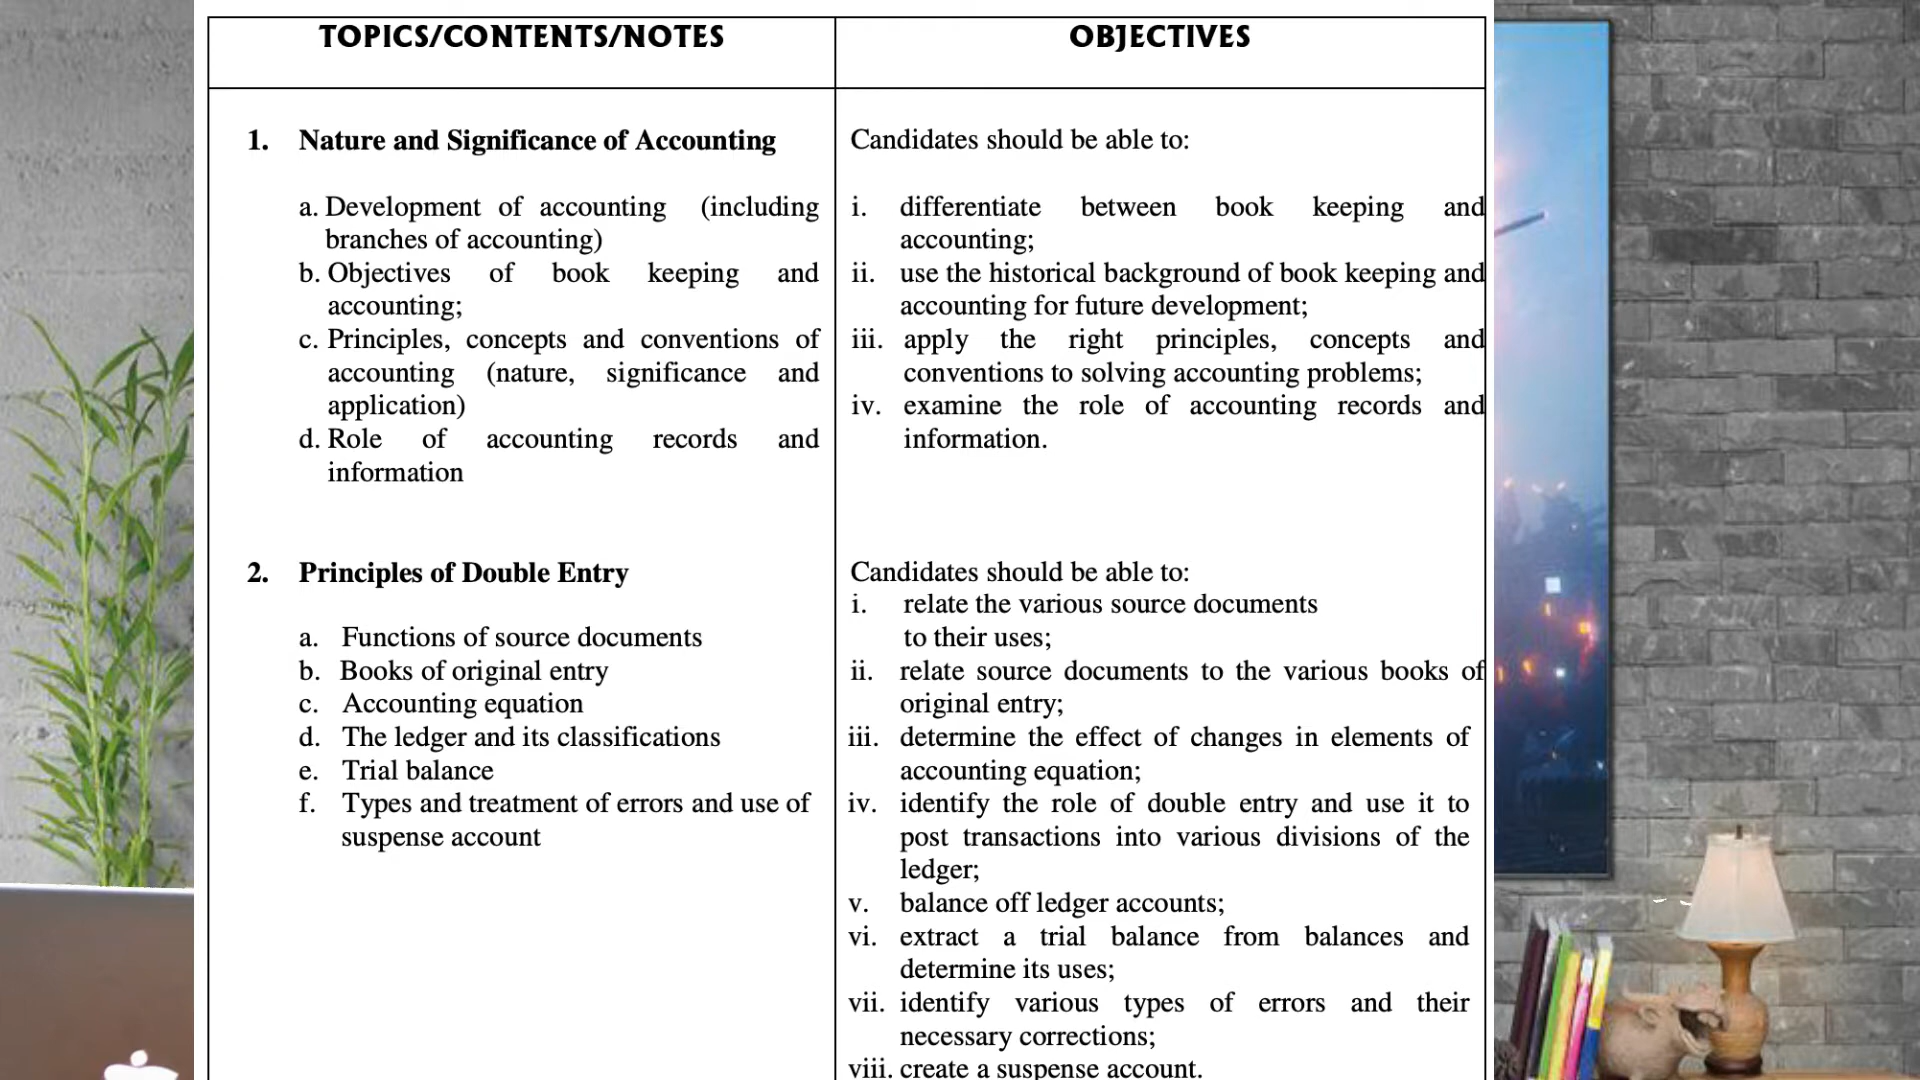 TOPICS/CONTENTS/NOTES
OBJECTIVES
1. Nature and Significance of Accounting
a. Development of accounting (including
branches of accounting)
b. Objectives of book keeping and
accounting;
c. Principles, concepts and conventions of
accounting (nature, significance and
application)
d. Role of accounting records and
information
Candidates should be able to:
i. differentiate between book keeping and
accounting;
ii. use the historical background of book keeping and
accounting for future development;
iii. apply the right principles, concepts and
conventions to solving accounting problems;
iv. examine the role of accounting records and
information.
2. Principles of Double Entry
a. Functions of source documents
b. Books of original entry
c. Accounting equation
d. The ledger and its classifications
e. Trial balance
f. Types and treatment of errors and use of
suspense account
Candidates should be able to:
i. relate the various source documents
to their uses;
ii. relate source documents to the various books of
original entry;
iii. determine the effect of changes in elements of
accounting equation;
iv. identify the role of double entry and use it to
post transactions into various divisions of the
ledger;
v. balance off ledger accounts;
vi. extract a trial balance from balances and
determine its uses;
vii. identify various types of errors and their
necessary corrections;
viii. create a suspense account.